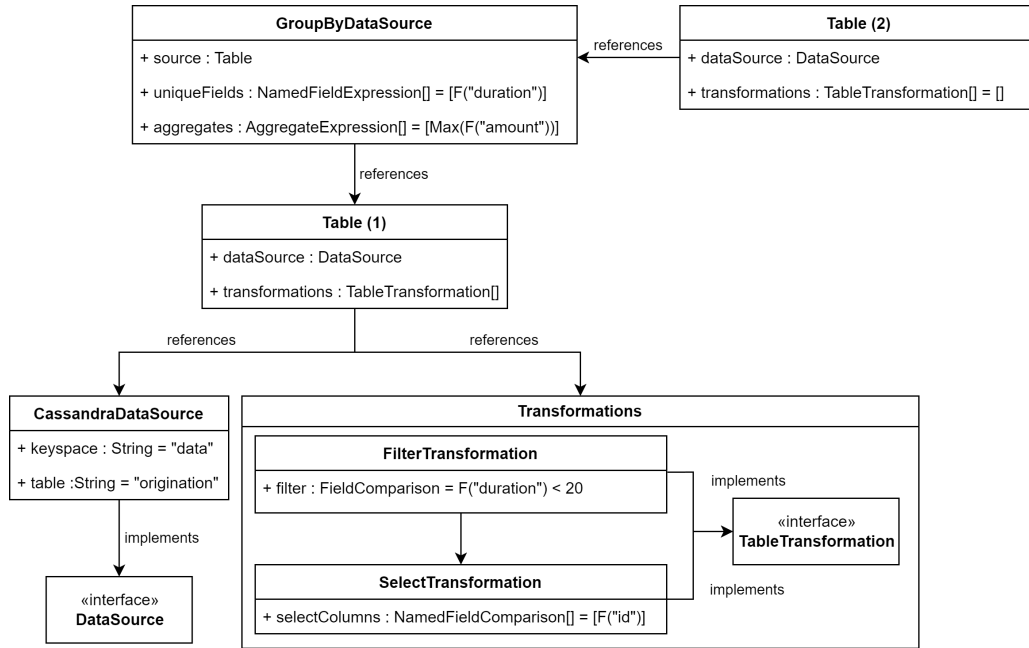 GroupByDataSource
+ source : Table
+ uniqueFields : NamedFieldExpression[] = [F("duration")]
+ aggregates : AggregateExpression[] = [Max(F("amount"))]
references
Table (2)
+ dataSource : DataSource
+ transformations : TableTransformation[] = []
references
Table (1)
+ dataSource : DataSource
+ transformations : TableTransformation[]
references
references
CassandraDataSource
+ keyspace : String = "data"
+ table :String = "origination"
implements
«interface»
DataSource
Transformations
FilterTransformation
+ filter : FieldComparison = F("duration") < 20
SelectTransformation
+ selectColumns : NamedFieldComparison[] = [F("id")]
implements
«interface»
TableTransformation
implements